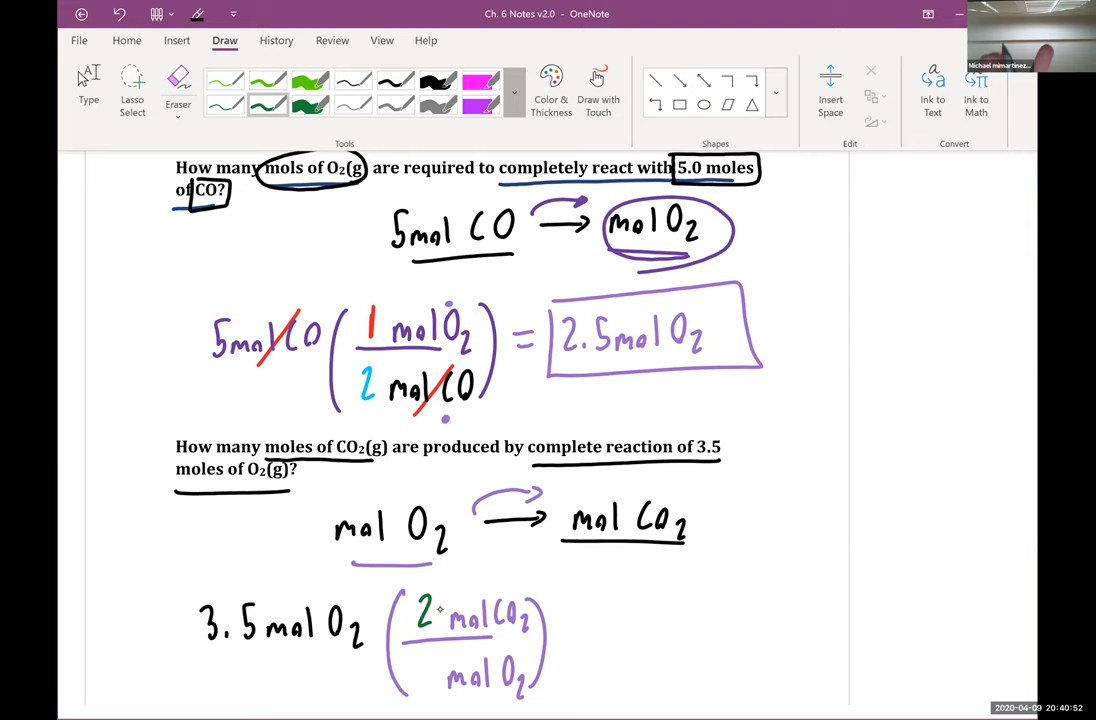 Ch. 6 Notes v2.0 - OneNote
File Home Insert Draw History Review View Help
Type Lasso Select Eraser Color & Thickness Draw with Touch Insert Space Ink to Text Ink to Math
Tools Shapes Edit Convert
Michael mimartinez...
How many mols of O₂(g are required to completely react with 5.0 moles
of CO?
5mol CO → mol O₂
5mol CO ( 1 mol O₂ / 2 mol CO ) = 2.5mol O₂
How many moles of CO₂(g) are produced by complete reaction of 3.5
moles of O₂(g)?
mol O₂ → mol CO₂
3.5mol O₂ ( 2 mol CO₂ / mol O₂ )
2020-04-09 20:40:52